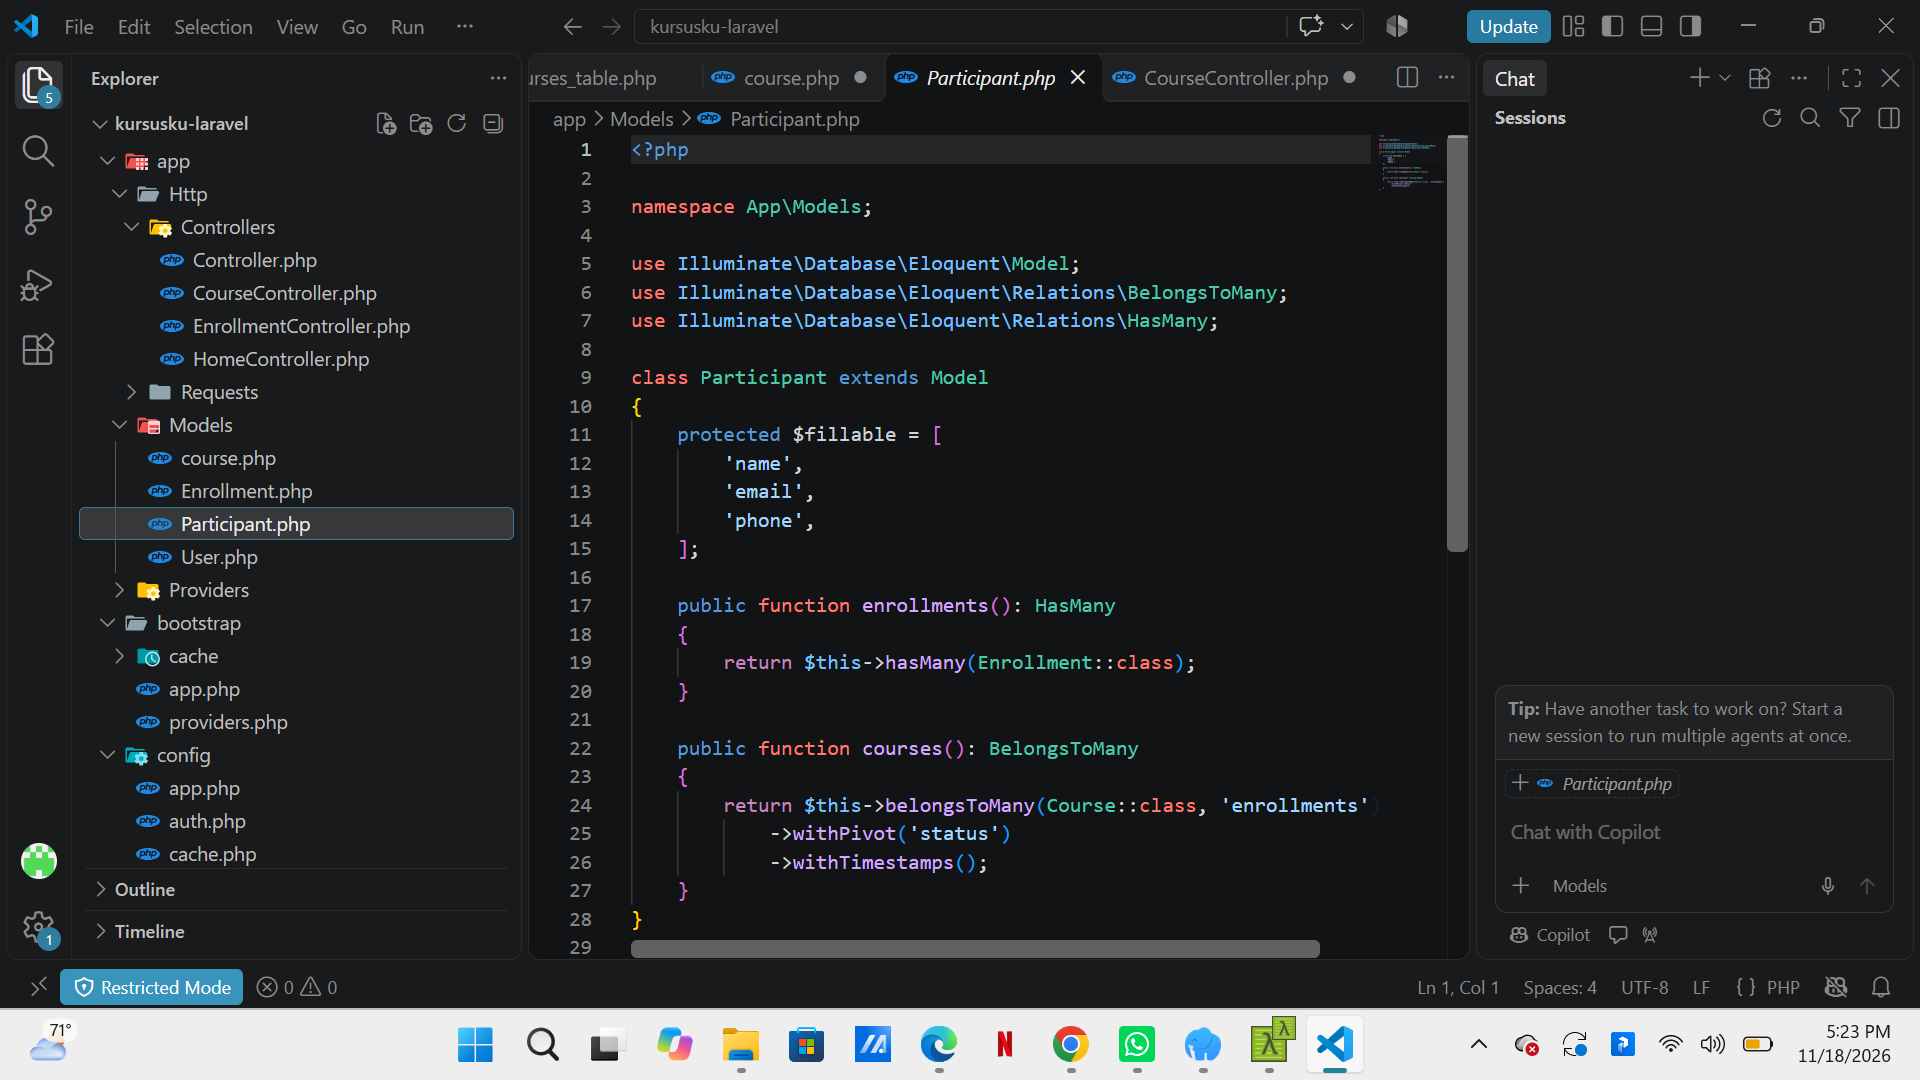 File Edit Selection View Go Run ···
kursusku-laravel
Update
Explorer
5
kursusku-laravel
app
Http
Controllers
Controller.php
CourseController.php
EnrollmentController.php
HomeController.php
Requests
Models
course.php
Enrollment.php
Participant.php
User.php
Providers
bootstrap
cache
app.php
providers.php
config
app.php
auth.php
cache.php
Outline
Timeline
1
urses_table.php
course.php
Participant.php
CourseController.php
app > Models > Participant.php
1 <?php
2
3 namespace App\Models;
4
5 use Illuminate\Database\Eloquent\Model;
6 use Illuminate\Database\Eloquent\Relations\BelongsToMany;
7 use Illuminate\Database\Eloquent\Relations\HasMany;
8
9 class Participant extends Model
10 {
11     protected $fillable = [
12         'name',
13         'email',
14         'phone',
15     ];
16
17     public function enrollments(): HasMany
18     {
19         return $this->hasMany(Enrollment::class);
20     }
21
22     public function courses(): BelongsToMany
23     {
24         return $this->belongsToMany(Course::class, 'enrollments')
25             ->withPivot('status')
26             ->withTimestamps();
27     }
28 }
29
Chat
Sessions
Tip: Have another task to work on? Start a
new session to run multiple agents at once.
Participant.php
Chat with Copilot
Models
Copilot
Restricted Mode
0 0
Ln 1, Col 1
Spaces: 4
UTF-8
LF
{ } PHP
71°
5:23 PM
11/18/2026